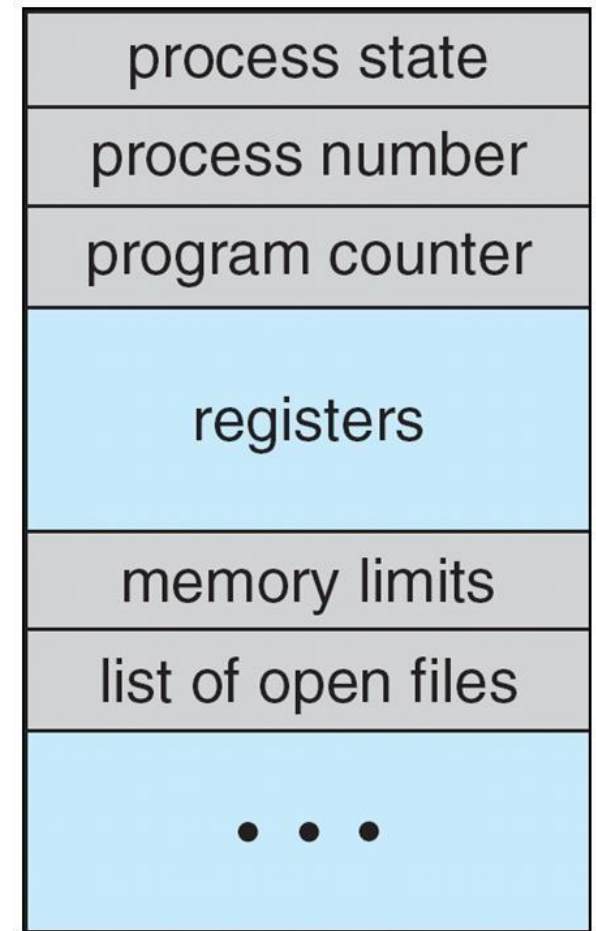 process state
process number
program counter
registers
memory limits
list of open files
• • •